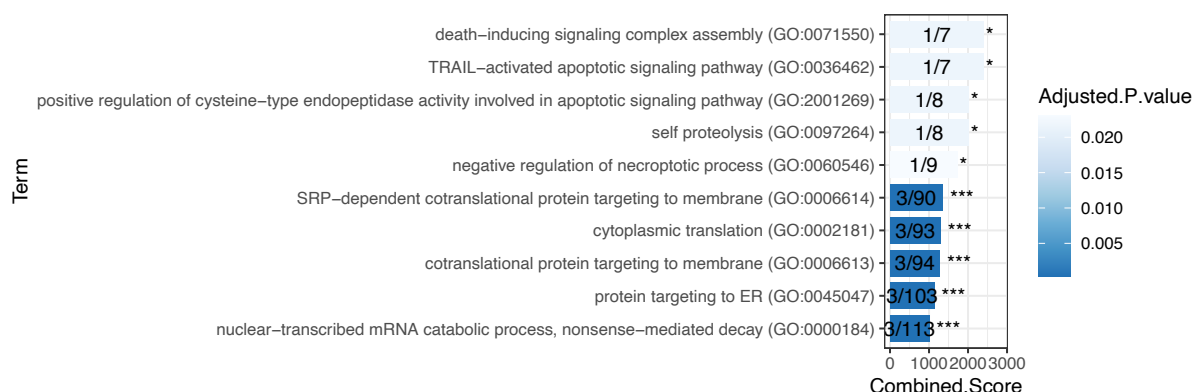 death−inducing signaling complex assembly (GO:0071550) 1/7 *
TRAIL−activated apoptotic signaling pathway (GO:0036462) 1/7 *
positive regulation of cysteine−type endopeptidase activity involved in apoptotic signaling pathway (GO:2001269) 1/8 *
self proteolysis (GO:0097264) 1/8 *
negative regulation of necroptotic process (GO:0060546) 1/9 *
SRP−dependent cotranslational protein targeting to membrane (GO:0006614) 3/90 ***
cytoplasmic translation (GO:0002181) 3/93 ***
cotranslational protein targeting to membrane (GO:0006613) 3/94 ***
protein targeting to ER (GO:0045047) 3/103 ***
nuclear−transcribed mRNA catabolic process, nonsense−mediated decay (GO:0000184) 3/113 ***
0 1000 2000 3000
Combined.Score
Term
Adjusted.P.value
0.020
0.015
0.010
0.005